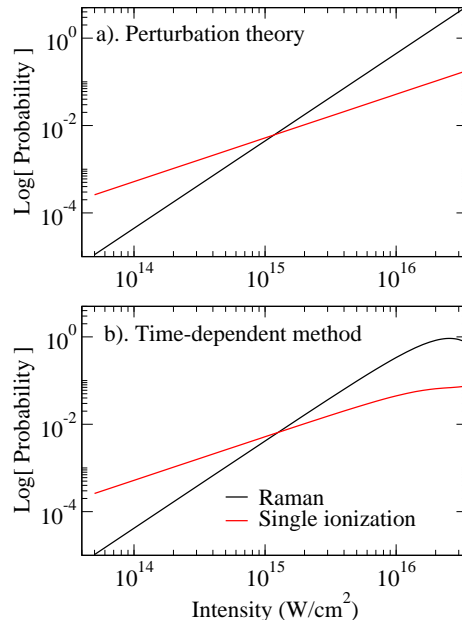 a). Perturbation theory
10^0
10^-2
10^-4
Log[ Probability ]
10^14 10^15 10^16
b). Time-dependent method
10^0
10^-2
10^-4
Log[ Probability ]
Raman
Single ionization
10^14 10^15 10^16
Intensity (W/cm^2)